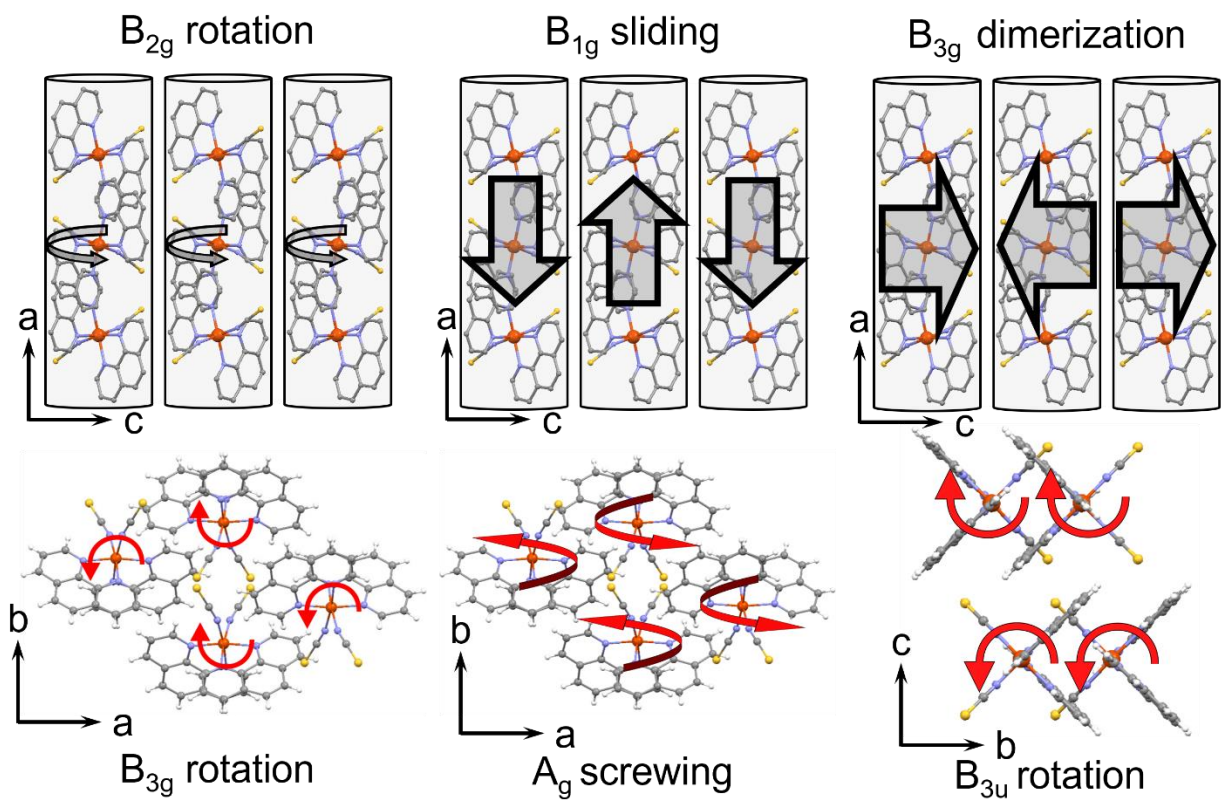 B₂g rotation
B₁g sliding
B₃g dimerization
a
c
a
c
a
c
b
a
b
a
c
b
B₃g rotation
Ag screwing
B₃u rotation